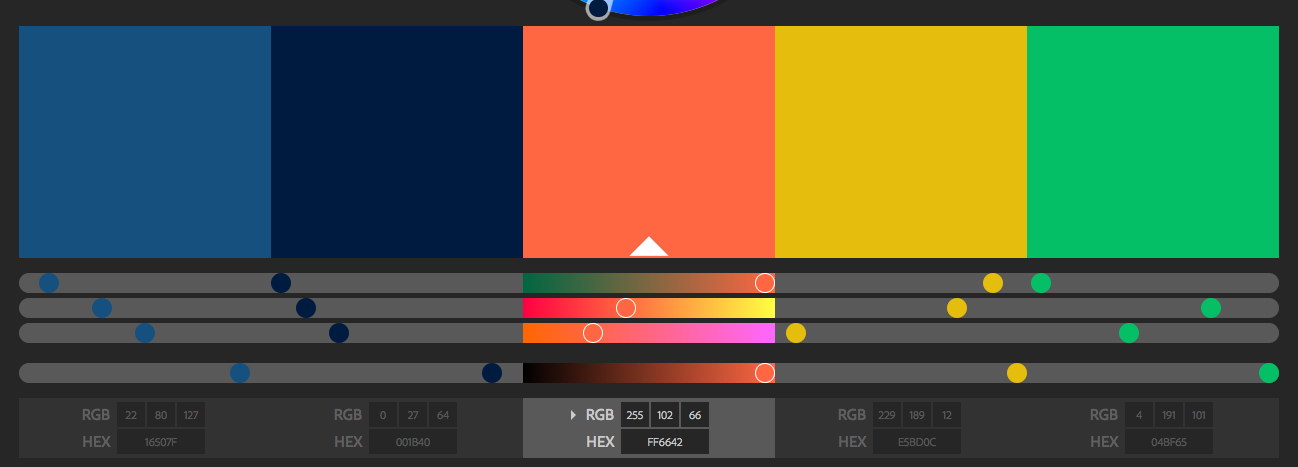 RGB 22 80 127
HEX 16507F
RGB 0 27 64
HEX 001B40
RGB 255 102 66
HEX FF6642
RGB 229 189 12
HEX E5BD0C
RGB 4 191 101
HEX 04BF65